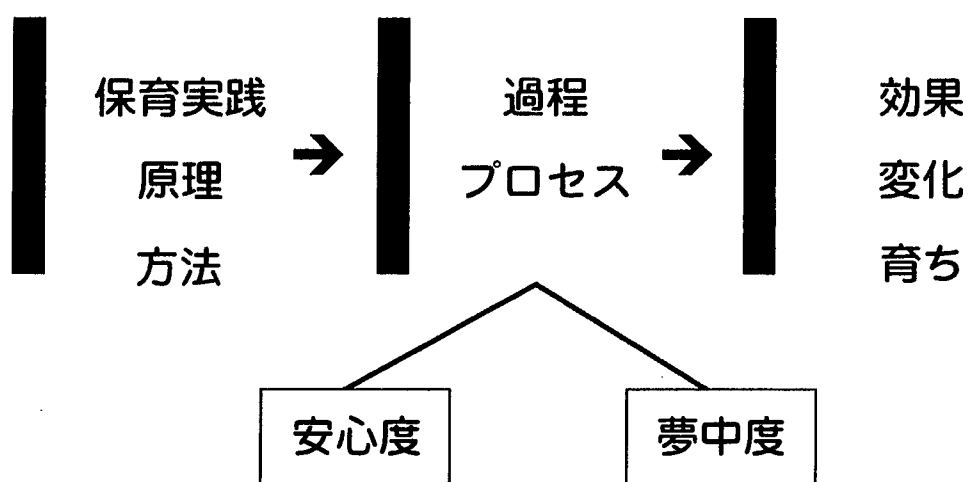 保育実践
原理
方法
過程
プロセス
効果
変化
育ち
安心度
夢中度